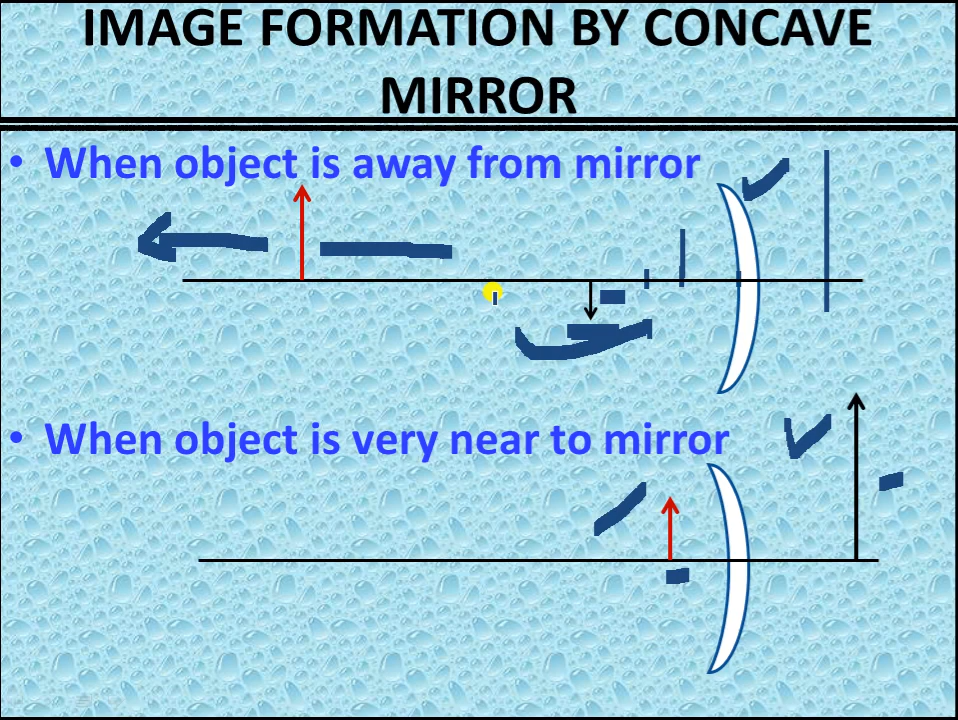 IMAGE FORMATION BY CONCAVE
MIRROR
• When object is away from mirror
• When object is very near to mirror